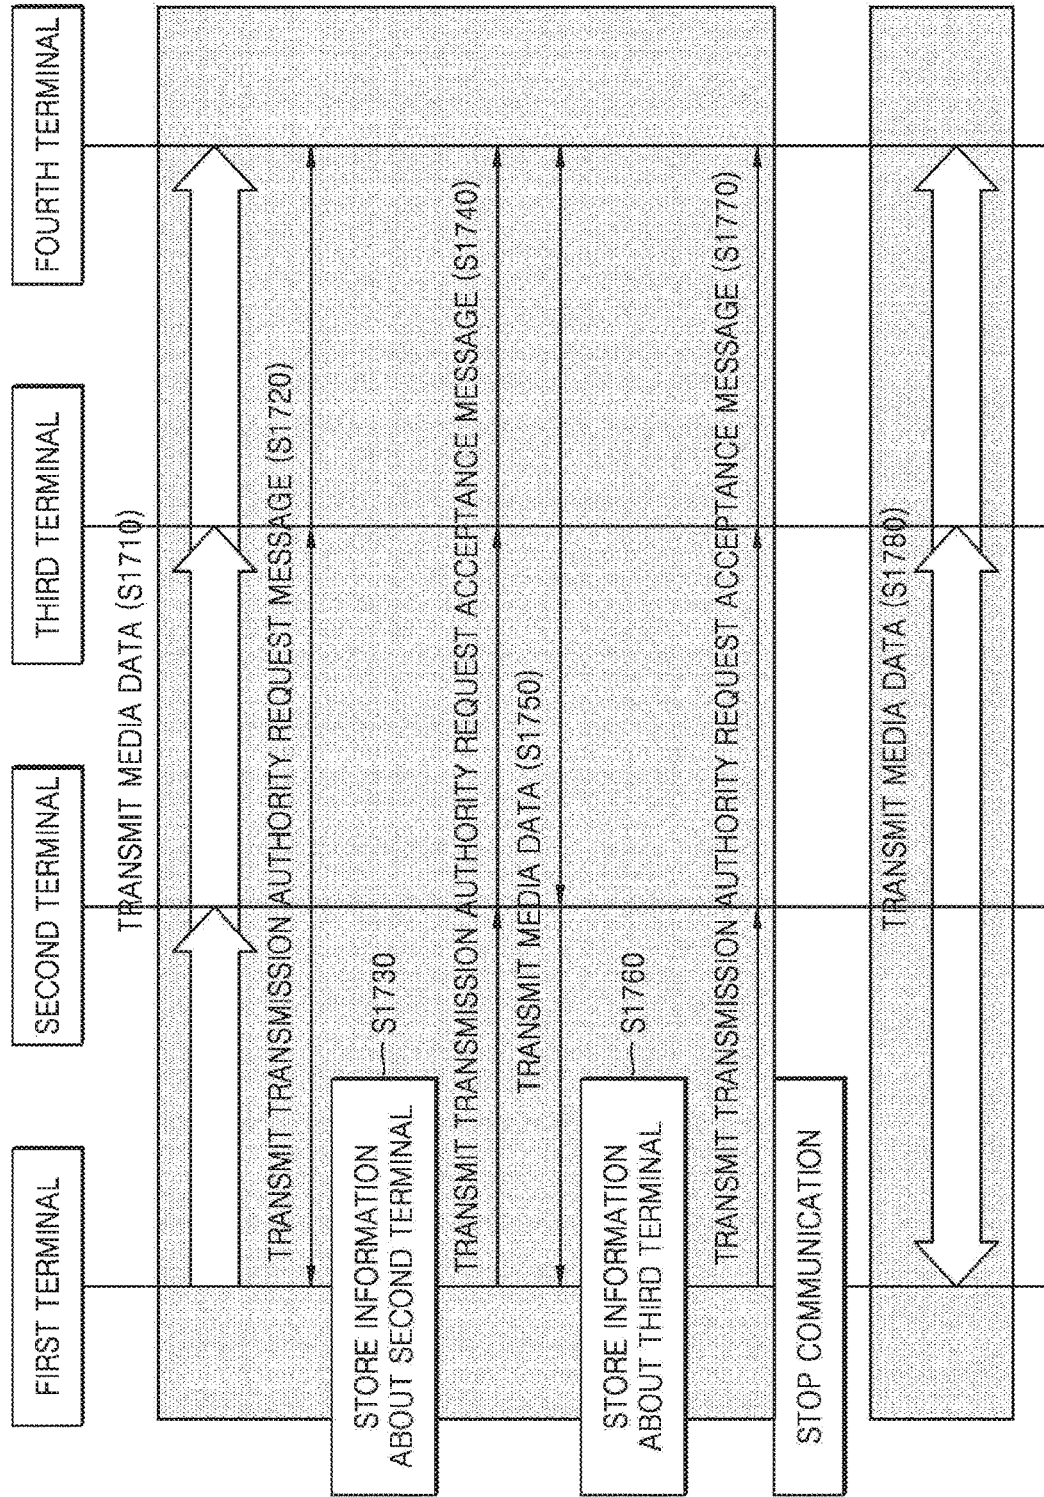 FIRST TERMINAL
SECOND TERMINAL
THIRD TERMINAL
FOURTH TERMINAL
TRANSMIT MEDIA DATA (S1710)
TRANSMIT TRANSMISSION AUTHORITY REQUEST MESSAGE (S1720)
STORE INFORMATION
ABOUT SECOND TERMINAL
S1730
TRANSMIT TRANSMISSION AUTHORITY REQUEST ACCEPTANCE MESSAGE (S1740)
TRANSMIT MEDIA DATA (S1750)
STORE INFORMATION
ABOUT THIRD TERMINAL
S1760
TRANSMIT TRANSMISSION AUTHORITY REQUEST ACCEPTANCE MESSAGE (S1770)
STOP COMMUNICATION
TRANSMIT MEDIA DATA (S1780)